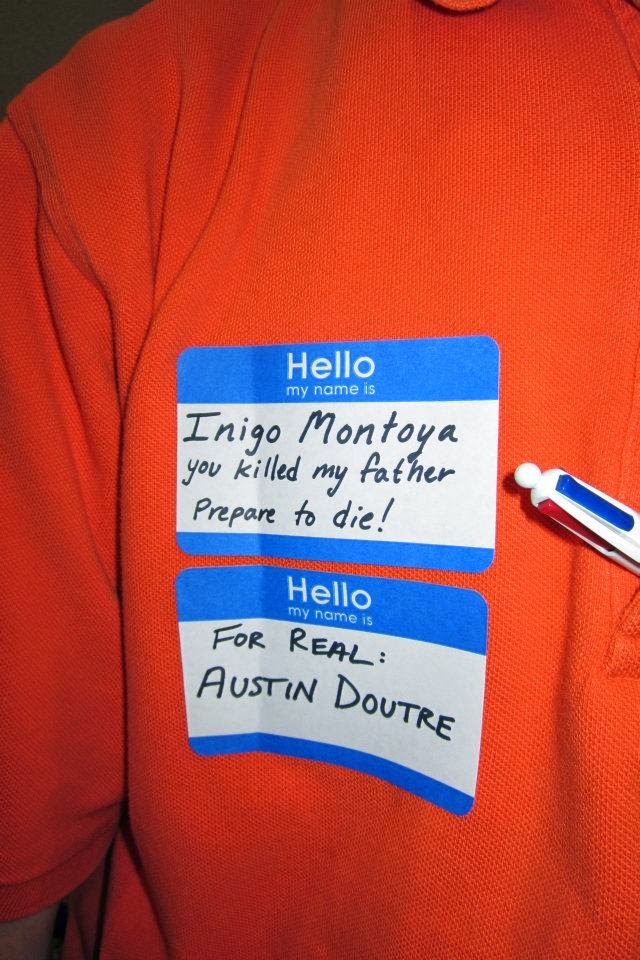 Hello
my name is
Inigo Montoya
you killed my father
Prepare to die!
Hello
my name is
FOR REAL:
AUSTIN DOUTRE